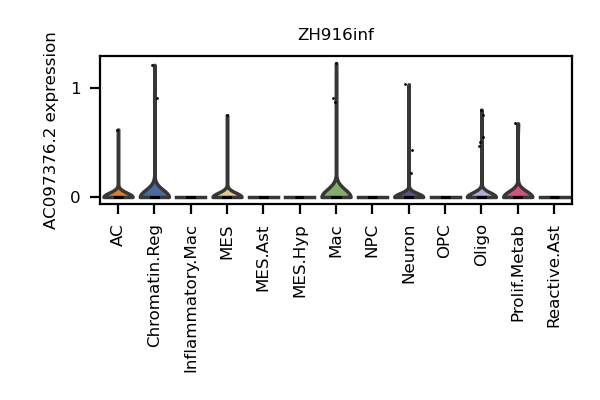 ZH916inf
AC097376.2 expression
1
0
AC
Chromatin.Reg
Inflammatory.Mac
MES
MES.Ast
MES.Hyp
Mac
NPC
Neuron
OPC
Oligo
Prolif.Metab
Reactive.Ast